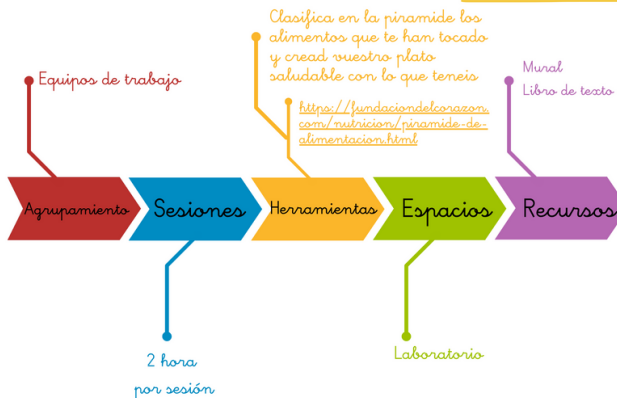 Clasifica en la piramide los
alimentos que te han tocado
y cread vuestro plato
saludable con lo que teneis
Equipos de trabajo
https://fundaciondelcorazon.
com/nutricion/piramide-de-
alimentacion.html
Mural
Libro de texto
Agrupamiento
Sesiones
Herramientas
Espacios
Recursos
2 hora
por sesión
Laboratorio